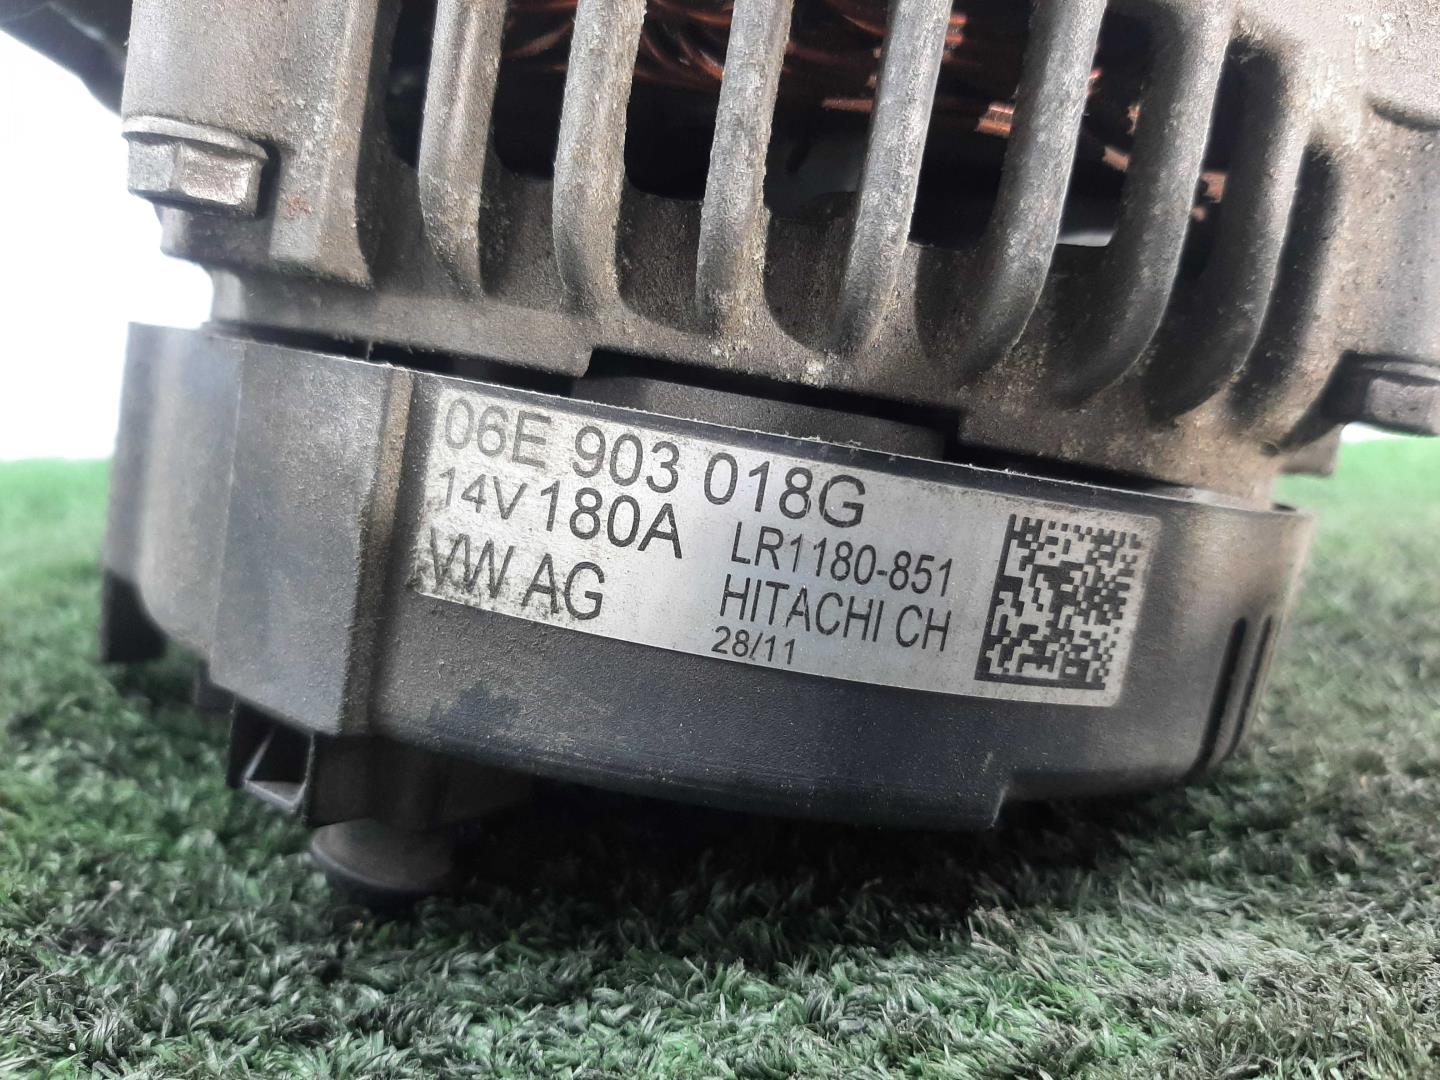 06E 903 018G
14V 180A LR1180-851
VW AG HITACHI CH
28/11